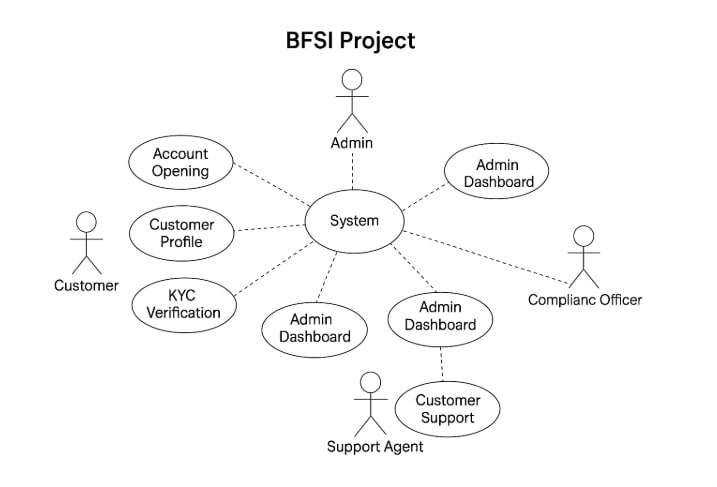 BFSI Project
Admin
Account
Opening
Admin
Dashboard
System
Customer
Profile
Customer
Complianc Officer
KYC
Verification
Admin
Dashboard
Admin
Dashboard
Customer
Support
Support Agent